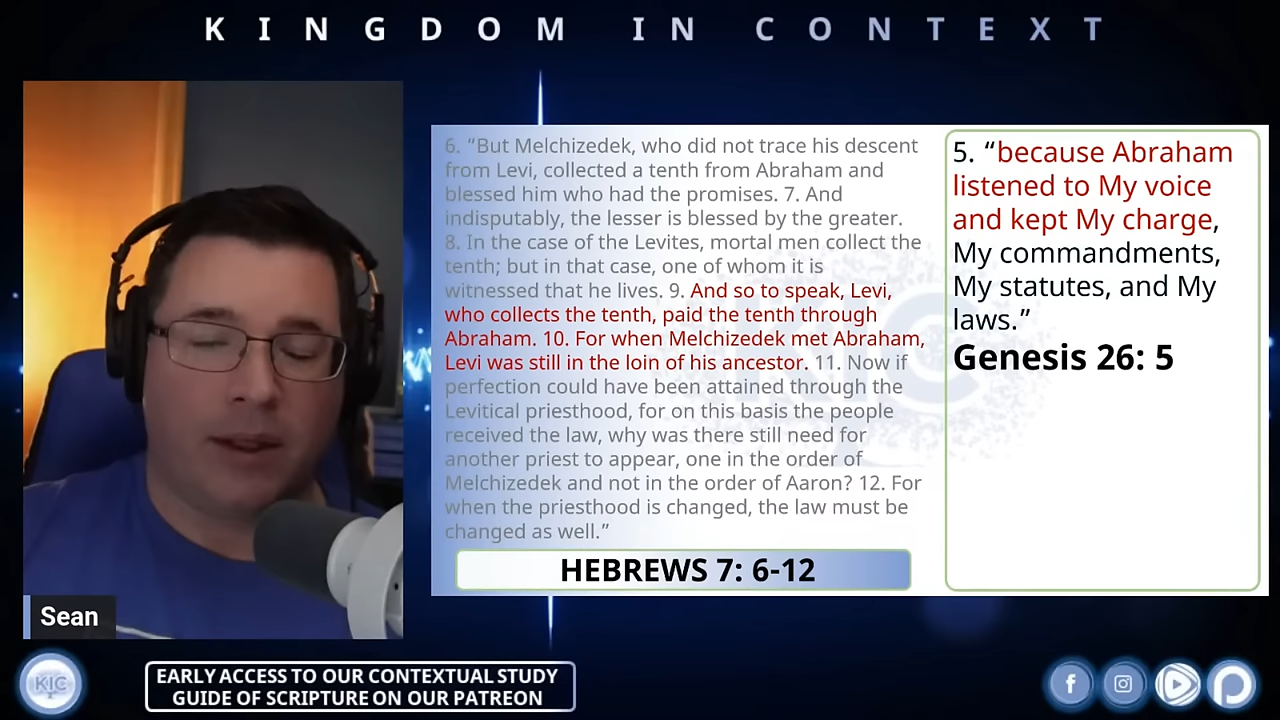 KINGDOM IN CONTEXT
6. “But Melchizedek, who did not trace his descent
from Levi, collected a tenth from Abraham and
blessed him who had the promises. 7. And
indisputably, the lesser is blessed by the greater.
8. In the case of the Levites, mortal men collect the
tenth; but in that case, one of whom it is
witnessed that he lives. 9. And so to speak, Levi,
who collects the tenth, paid the tenth through
Abraham. 10. For when Melchizedek met Abraham,
Levi was still in the loin of his ancestor. 11. Now if
perfection could have been attained through the
Levitical priesthood, for on this basis the people
received the law, why was there still need for
another priest to appear, one in the order of
Melchizedek and not in the order of Aaron? 12. For
when the priesthood is changed, the law must be
changed as well.”
HEBREWS 7: 6-12
5. “because Abraham
listened to My voice
and kept My charge,
My commandments,
My statutes, and My
laws.”
Genesis 26: 5
Sean
KIC
EARLY ACCESS TO OUR CONTEXTUAL STUDY
GUIDE OF SCRIPTURE ON OUR PATREON